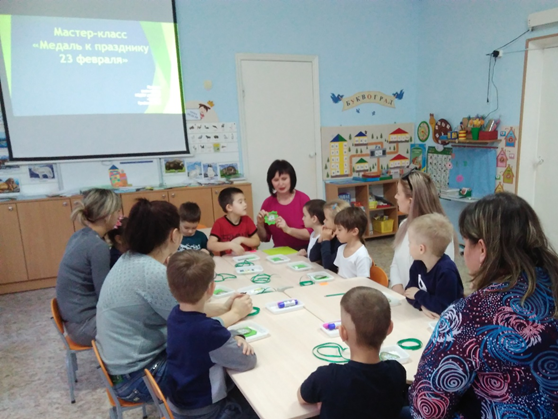 Мастер-класс
«Медаль к празднику
23 февраля»
БУКВОГРАД